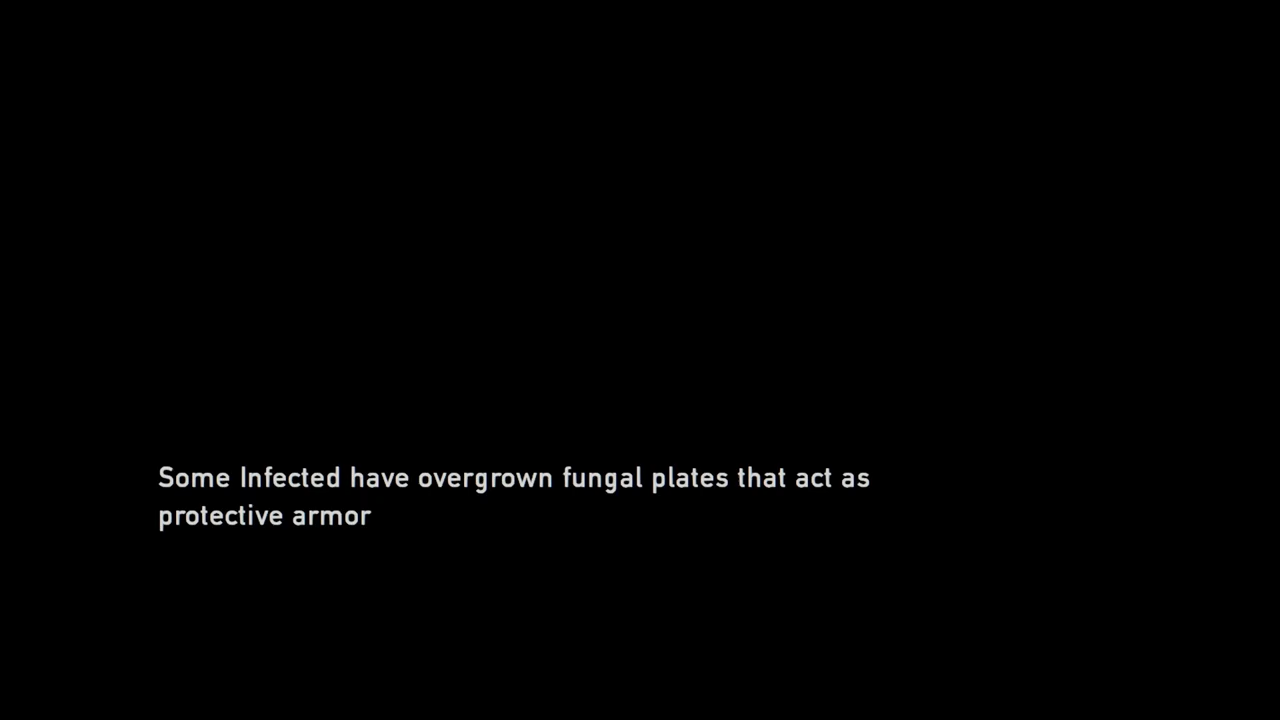 Some Infected have overgrown fungal plates that act as
protective armor